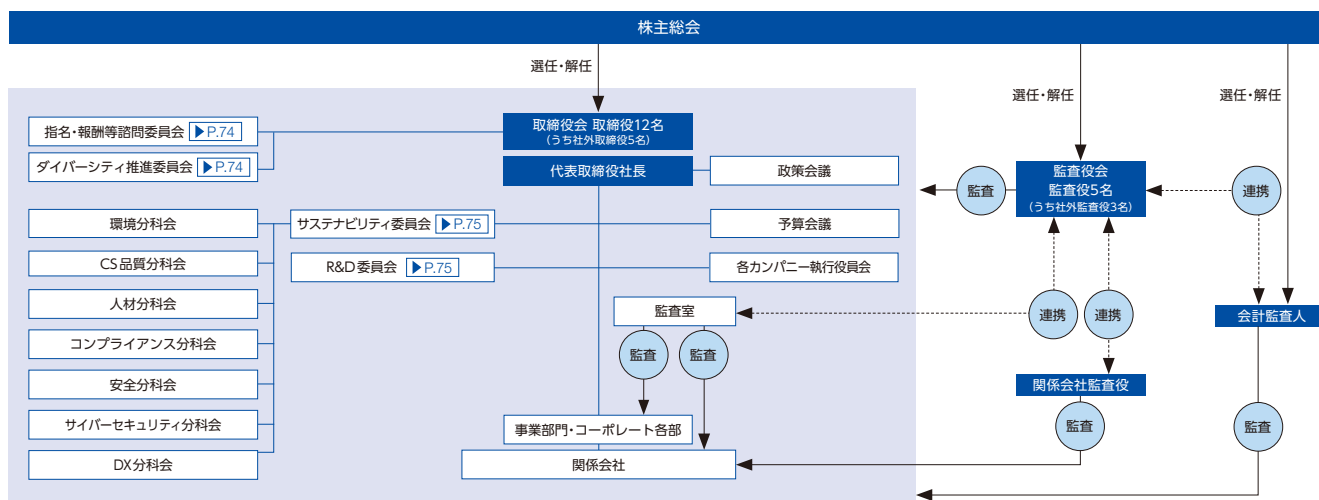 株主総会
選任・解任
選任・解任
選任・解任
指名・報酬等諮問委員会 ▶P.74
ダイバーシティ推進委員会 ▶P.74
取締役会 取締役12名
(うち社外取締役5名)
代表取締役社長
政策会議
監査
監査役会
監査役5名
(うち社外監査役3名)
連携
環境分科会
サステナビリティ委員会 ▶P.75
予算会議
CS品質分科会
R&D委員会 ▶P.75
各カンパニー執行役員会
人材分科会
監査室
連携
連携
会計監査人
コンプライアンス分科会
監査
監査
安全分科会
関係会社監査役
サイバーセキュリティ分科会
事業部門・コーポレート各部
監査
監査
DX分科会
関係会社